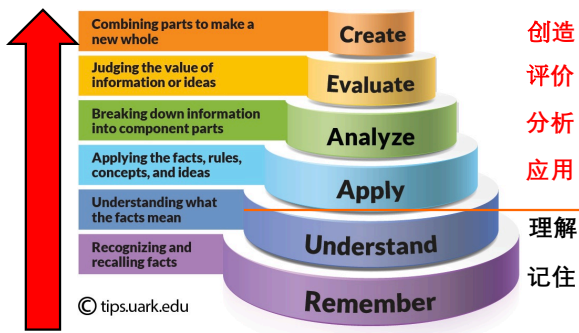 Combining parts to make a
new whole
Create
创造
Judging the value of
information or ideas
Evaluate
评价
Breaking down information
into component parts
Analyze
分析
Applying the facts, rules,
concepts, and ideas
Apply
应用
Understanding what
the facts mean
Understand
理解
Recognizing and
recalling facts
Remember
记住
© tips.uark.edu